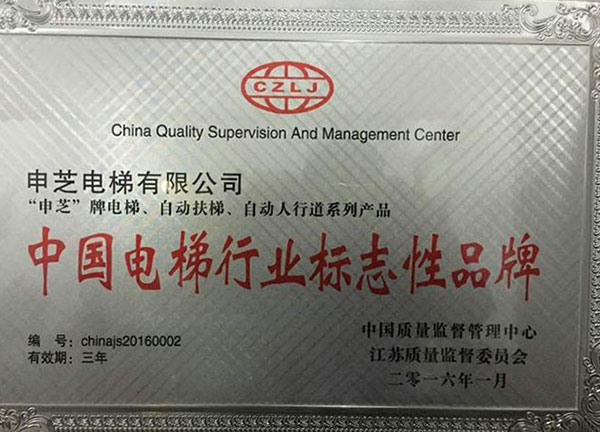 CZLJ
China Quality Supervision And Management Center
申芝电梯有限公司
“申芝”牌电梯、自动扶梯、自动人行道系列产品
中国电梯行业标志性品牌
编 号:chinajs20160002
有效期:三年
中国质量监督管理中心
江苏质量监督委员会
二零一六年一月